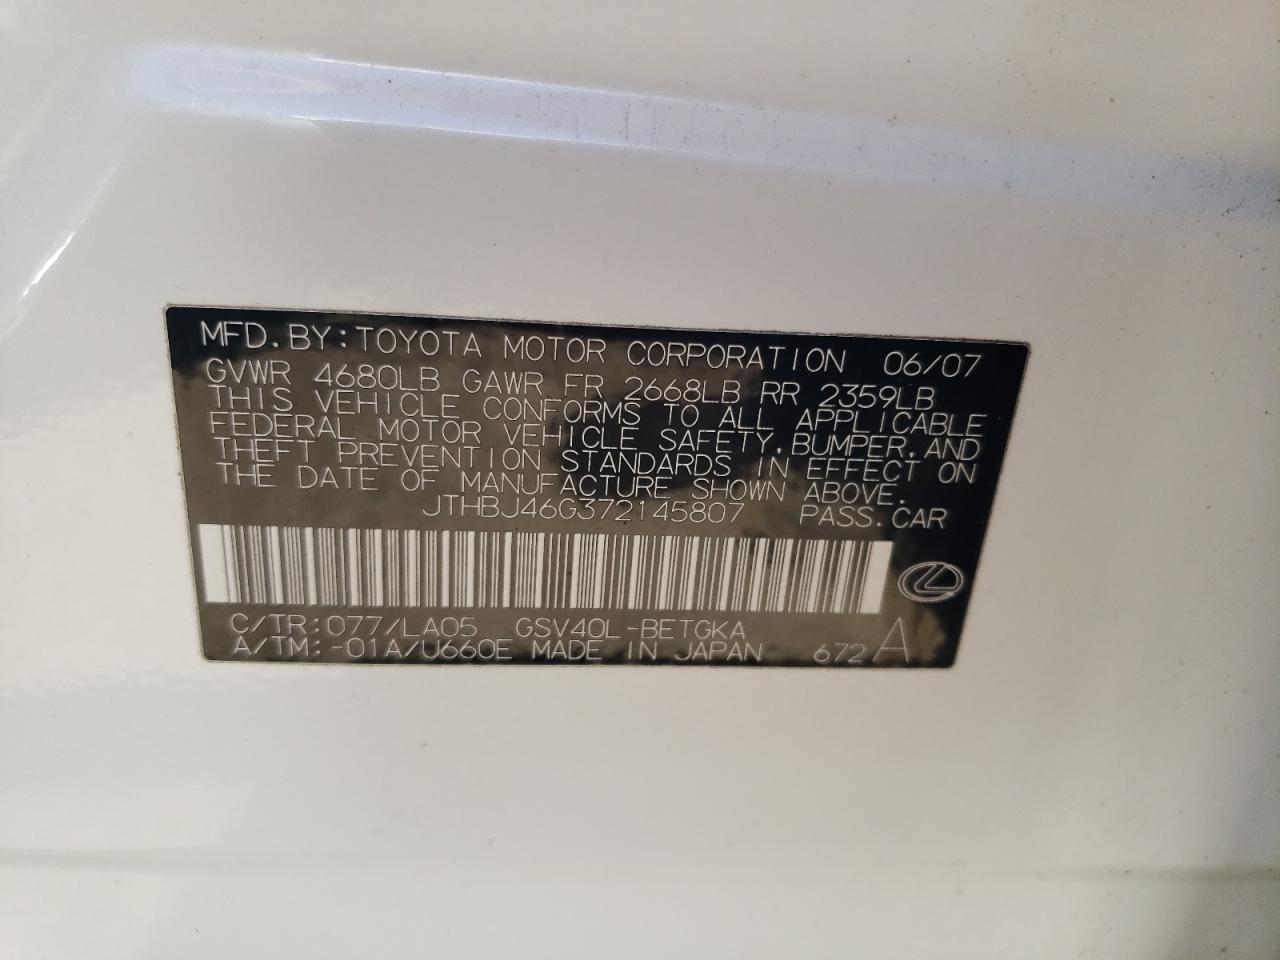 MFD. BY: TOYOTA MOTOR CORPORATION 06/07
GVWR 4680LB GAWR FR 2668LB RR 2359LB
THIS VEHICLE CONFORMS TO ALL APPLICABLE
FEDERAL MOTOR VEHICLE SAFETY, BUMPER, AND
THEFT PREVENTION STANDARDS IN EFFECT ON
THE DATE OF MANUFACTURE SHOWN ABOVE.
JTHBJ46G372145807 PASS. CAR
C/TR: 077/LA05 GSV40L-BETGKA
A/TM: -01A/U660E MADE IN JAPAN 672 A